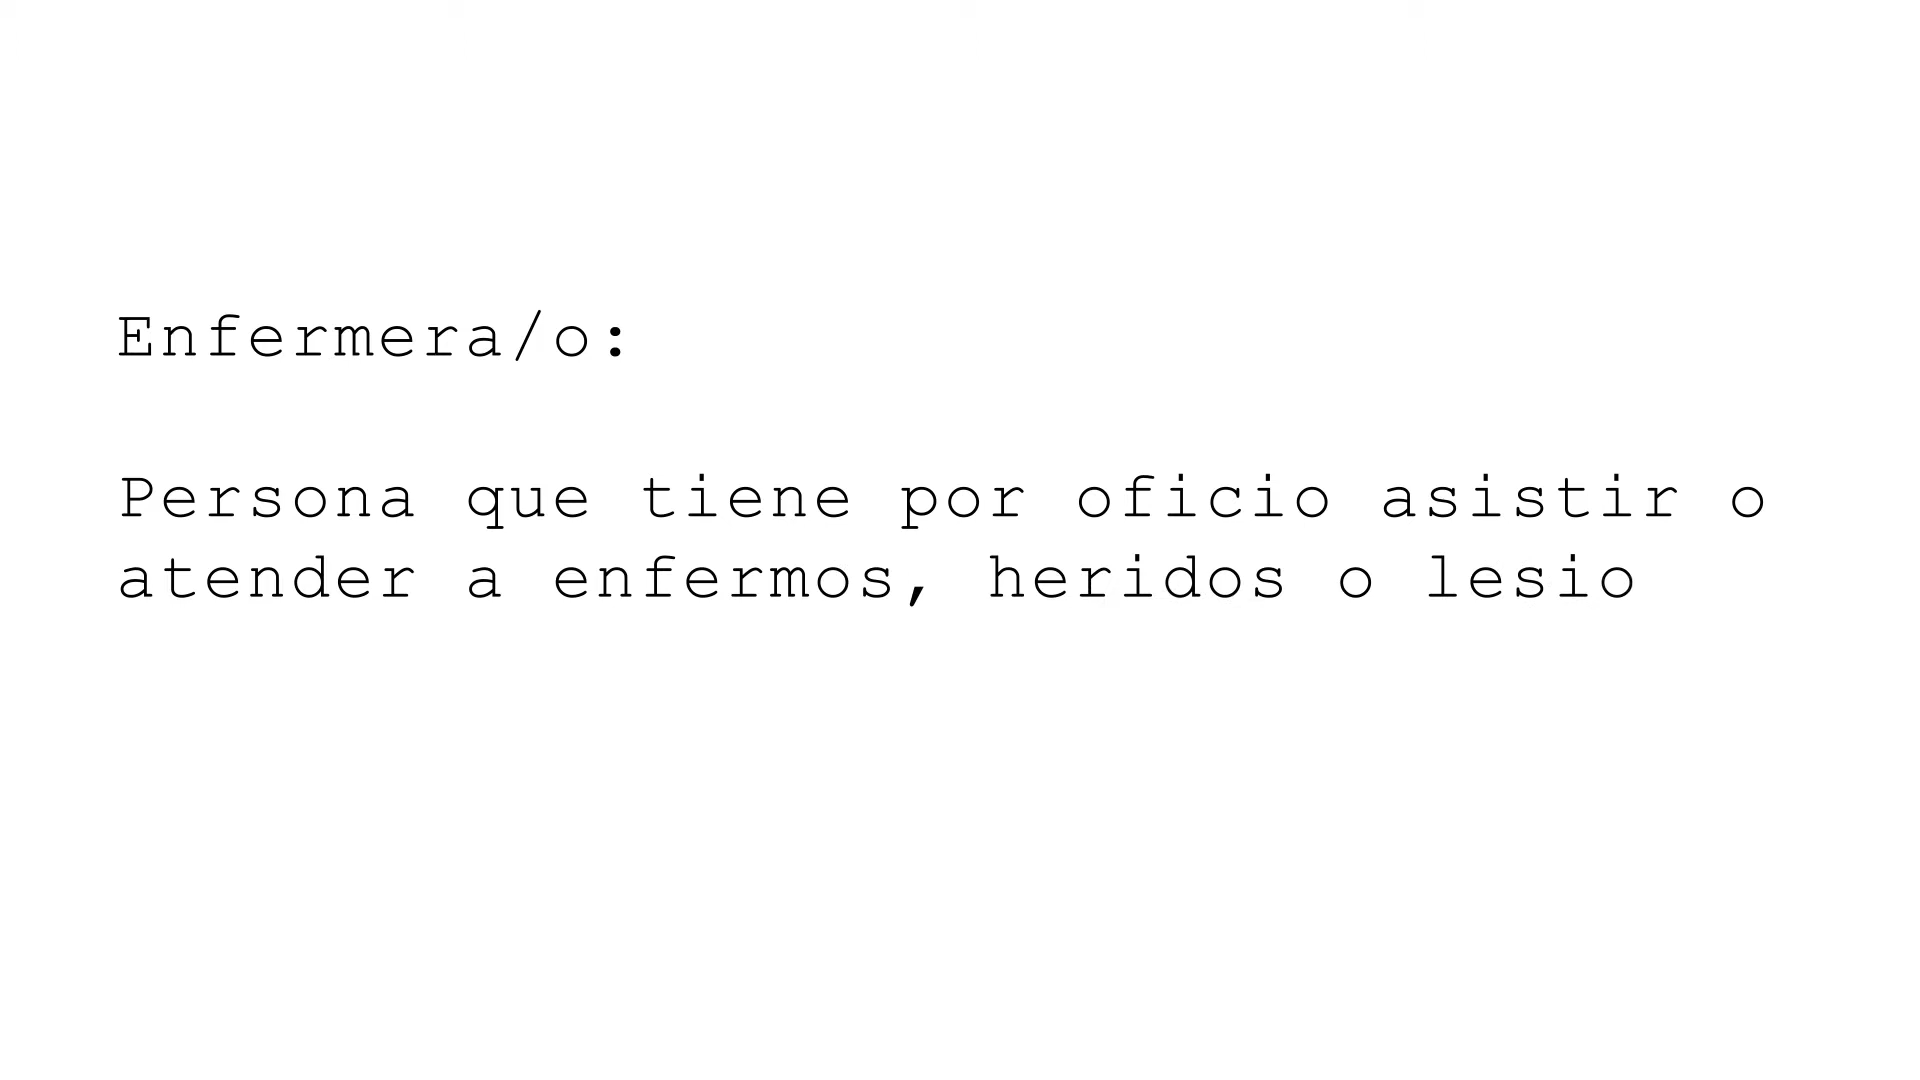 Enfermera/o:
Persona que tiene por oficio asistir o
atender a enfermos, heridos o lesio